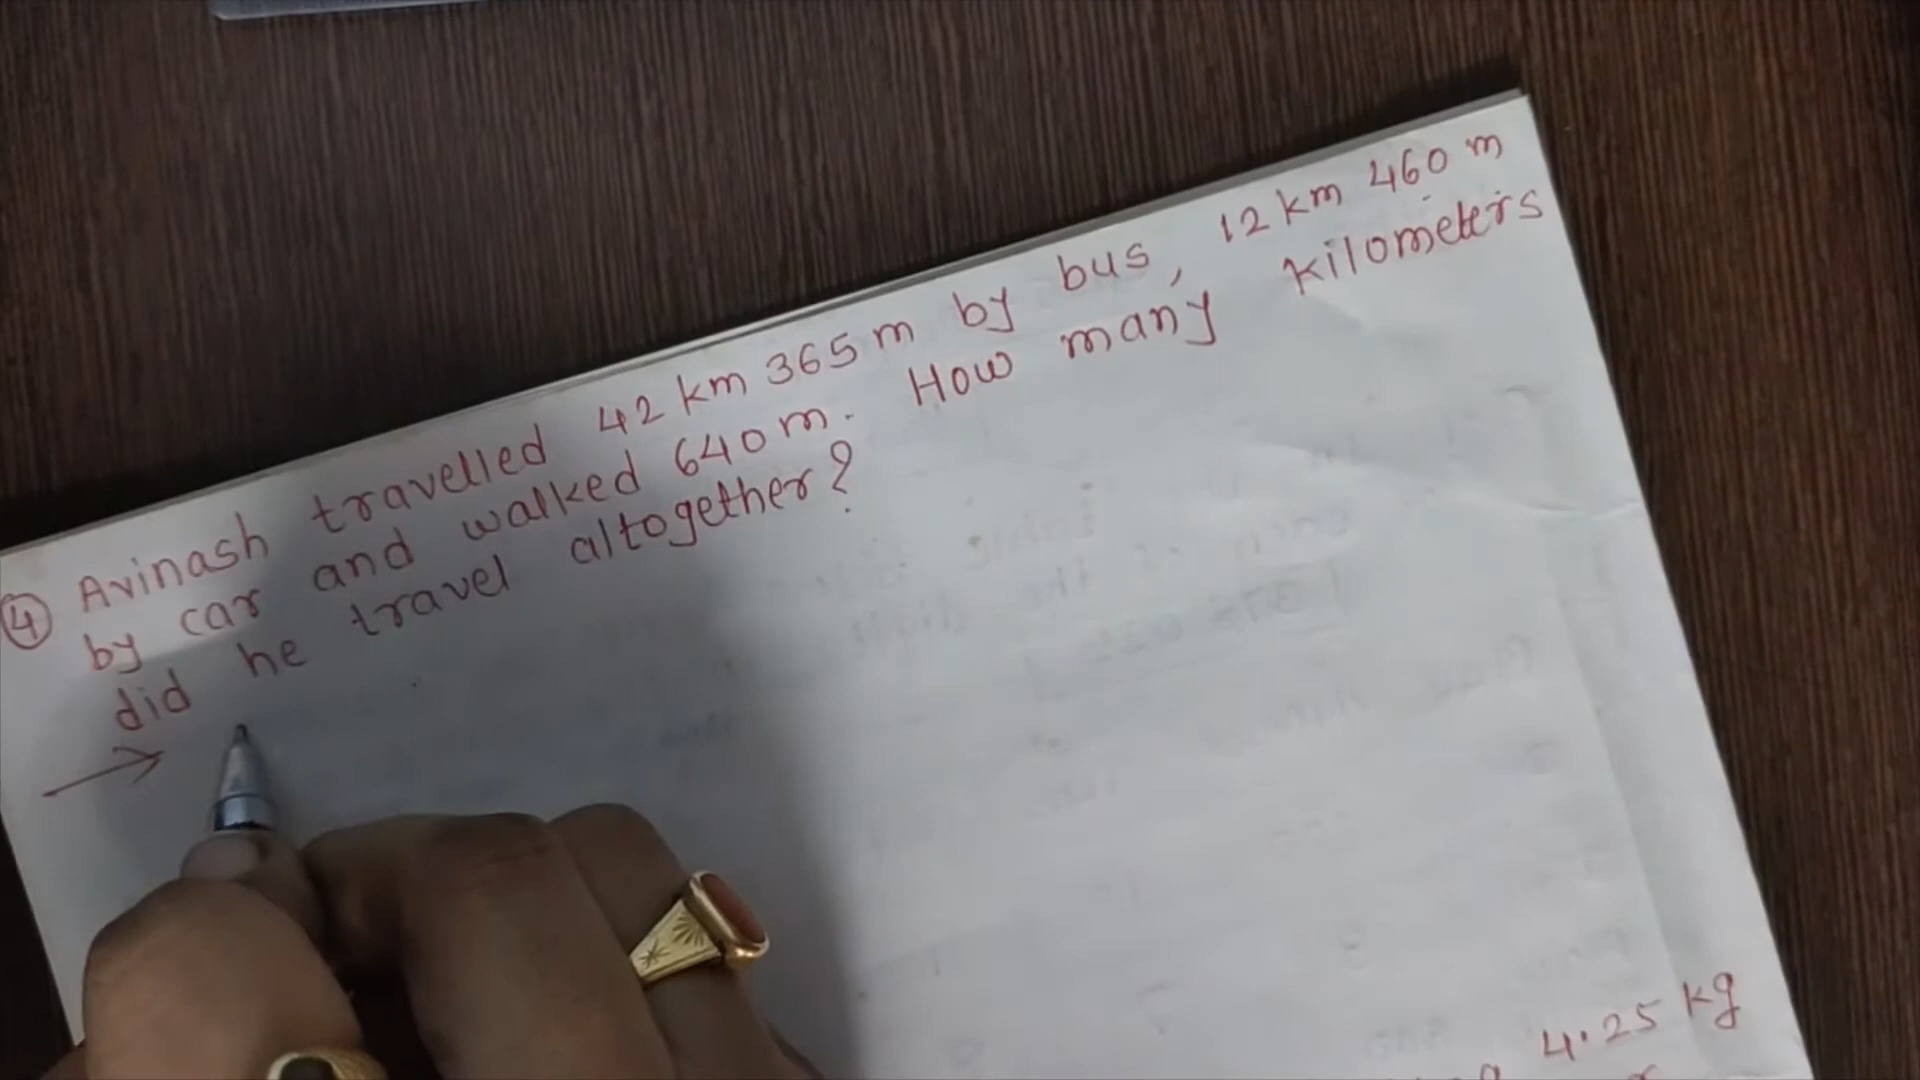 ④ Avinash travelled 42 km 365 m by bus, 12 km 460 m
by car and walked 640 m. How many kilometers
did he travel altogether?
4.25 kg